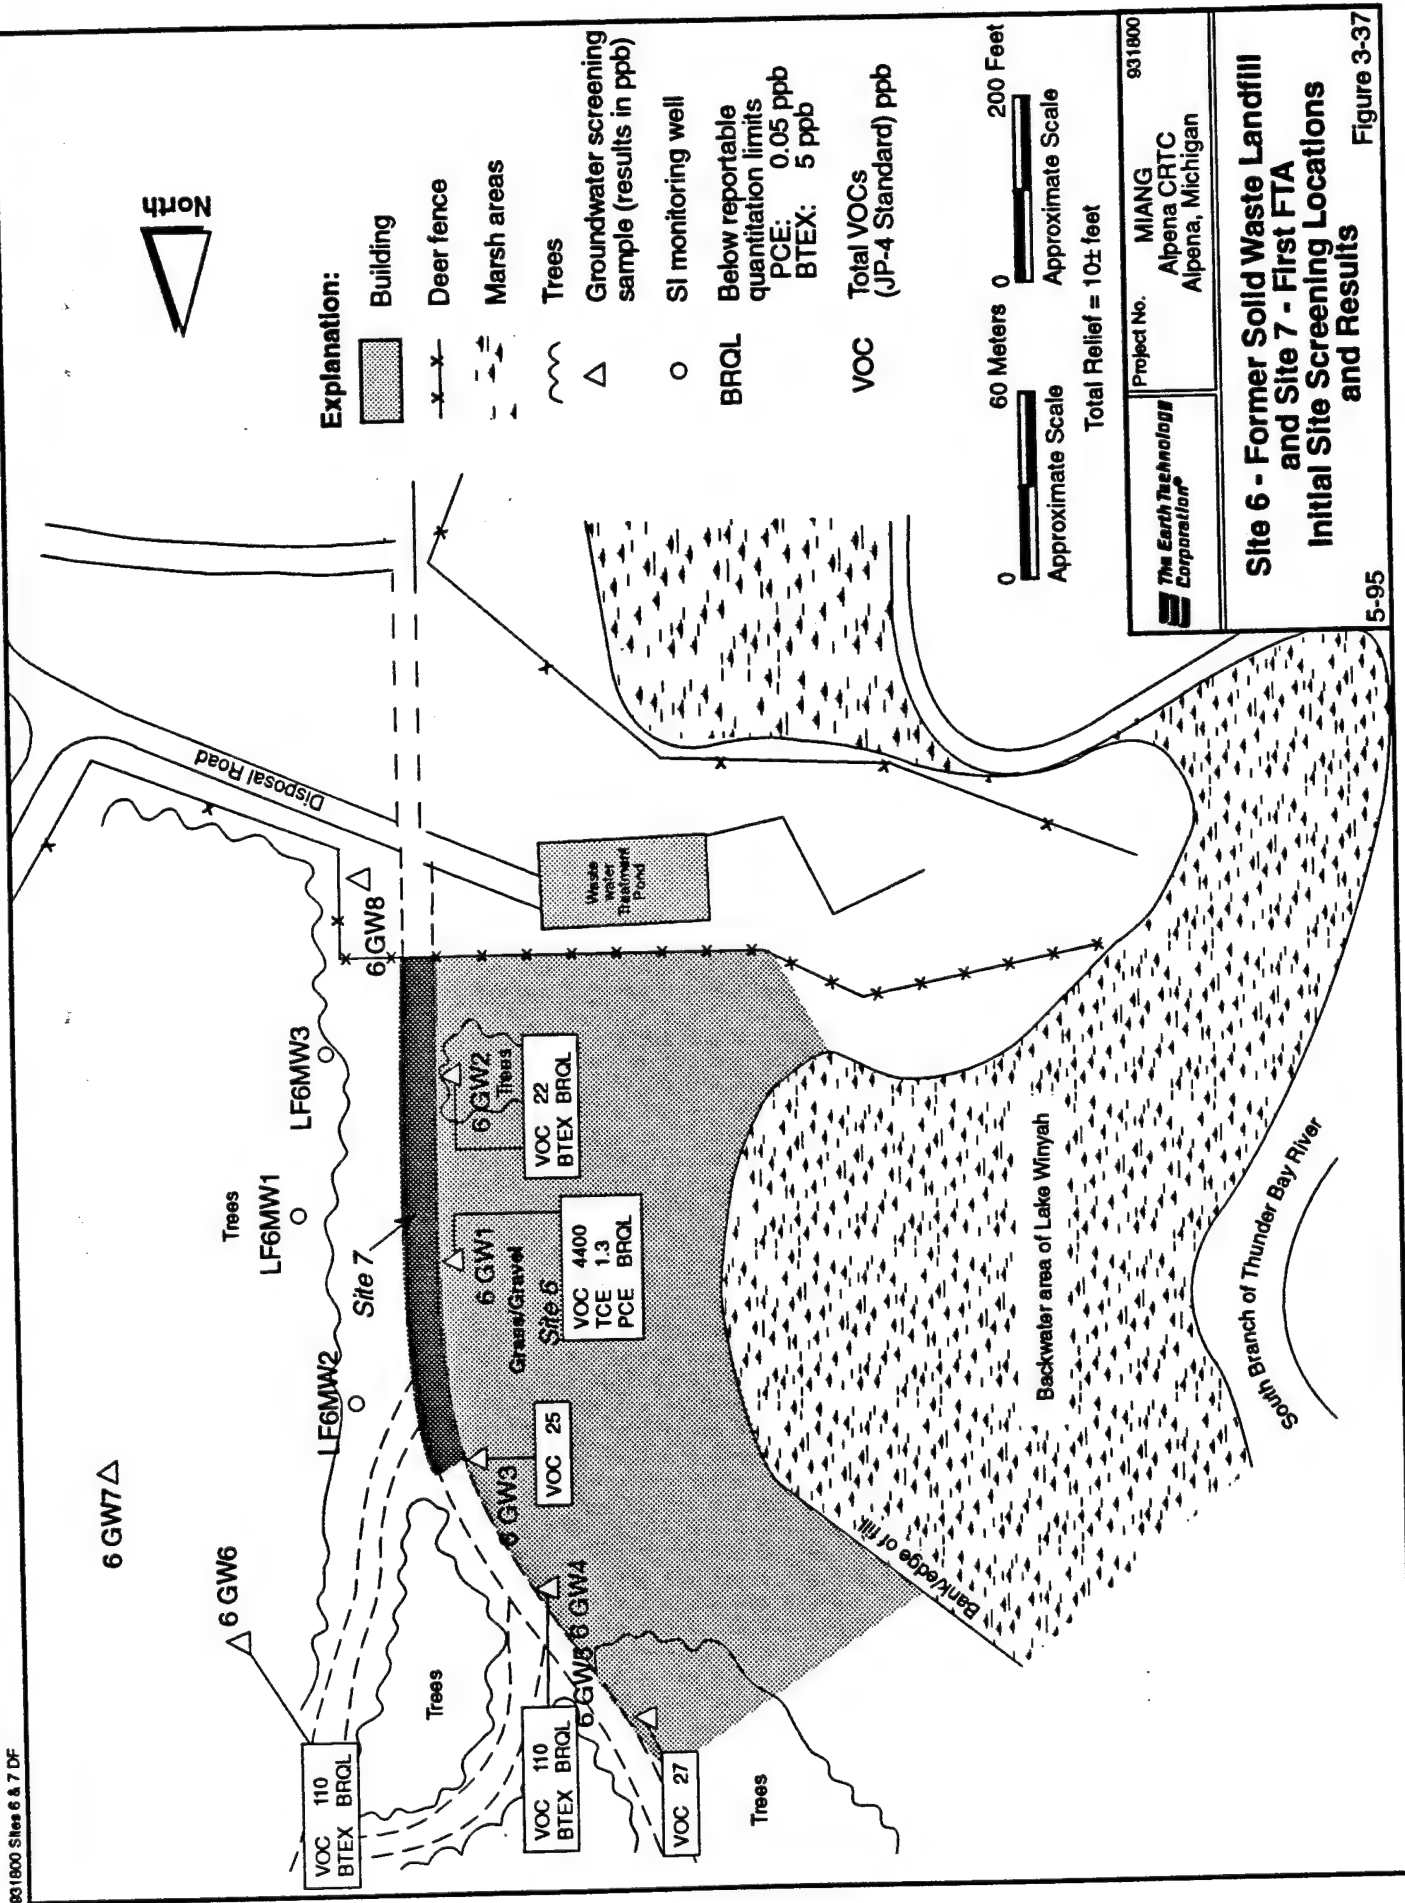 931800 Sites 6 & 7 DF
North
Explanation:
Building
Deer fence
Marsh areas
Trees
Groundwater screening
sample (results in ppb)
SI monitoring well
BRQL Below reportable
quantitation limits
PCE: 0.05 ppb
BTEX: 5 ppb
VOC Total VOCs
(JP-4 Standard) ppb
0 60 Meters
Approximate Scale
0 200 Feet
Approximate Scale
Total Relief = 10± feet
The Earth Technology
Corporation®
Project No. 931800
MIANG
Alpena CRTC
Alpena, Michigan
Site 6 - Former Solid Waste Landfill
and Site 7 - First FTA
Initial Site Screening Locations
and Results
5-95
Figure 3-37
Disposal Road
Waste
water
Treatment
Pond
6 GW8
LF6MW3
LF6MW1
LF6MW2
Trees
Site 7
6 GW7
6 GW6
VOC 110
BTEX BRQL
Trees
6 GW2
Trees
VOC 22
BTEX BRQL
6 GW1
Grass/Gravel
Site 6
VOC 4400
TCE 1.3
PCE BRQL
6 GW3
VOC 25
6 GW4
VOC 110
BTEX BRQL
6 GW5
VOC 27
Trees
Bank/edge of fill
Backwater area of Lake Winyah
South Branch of Thunder Bay River